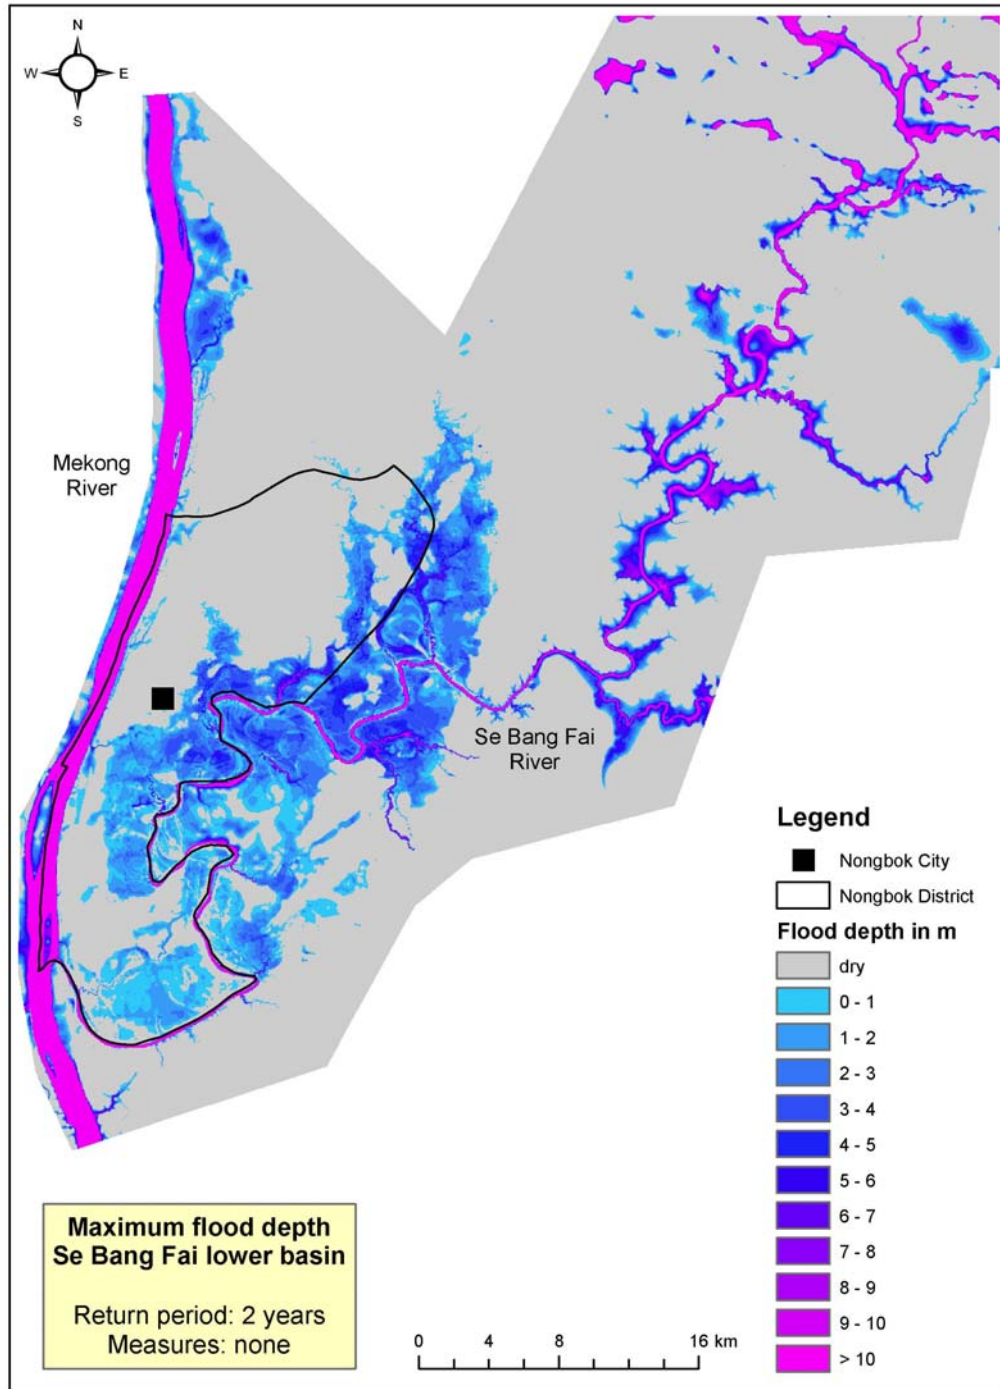 N
W E
S
Mekong
River
Se Bang Fai
River
Legend
Nongbok City
Nongbok District
Flood depth in m
dry
0 - 1
1 - 2
2 - 3
3 - 4
4 - 5
5 - 6
6 - 7
7 - 8
8 - 9
9 - 10
> 10
Maximum flood depth
Se Bang Fai lower basin
Return period: 2 years
Measures: none
0 4 8 16 km